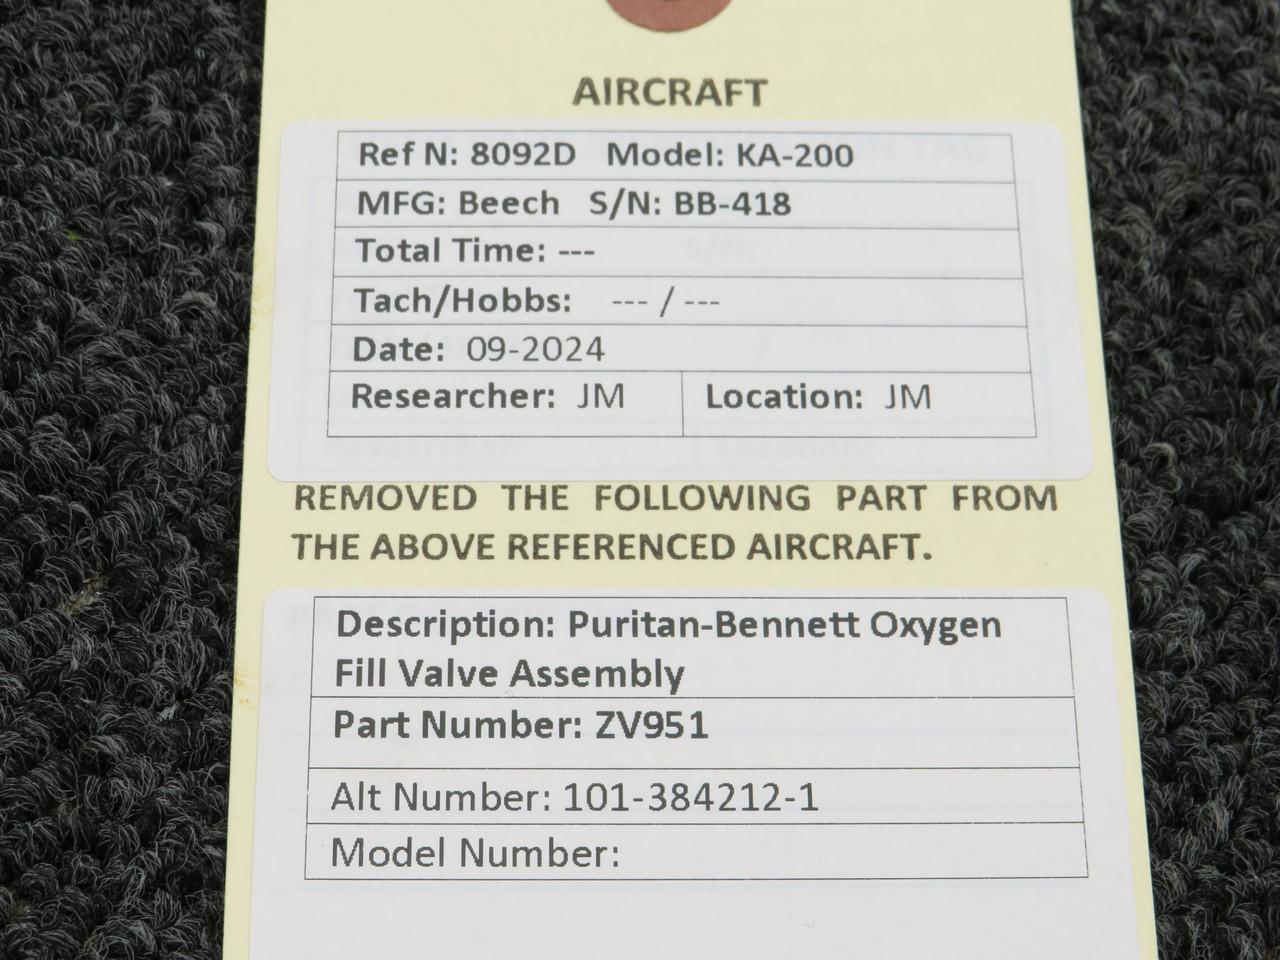 AIRCRAFT
Ref N: 8092D Model: KA-200
MFG: Beech S/N: BB-418
Total Time: ---
Tach/Hobbs: --- / ---
Date: 09-2024
Researcher: JM Location: JM
REMOVED THE FOLLOWING PART FROM
THE ABOVE REFERENCED AIRCRAFT.
Description: Puritan-Bennett Oxygen
Fill Valve Assembly
Part Number: ZV951
Alt Number: 101-384212-1
Model Number: